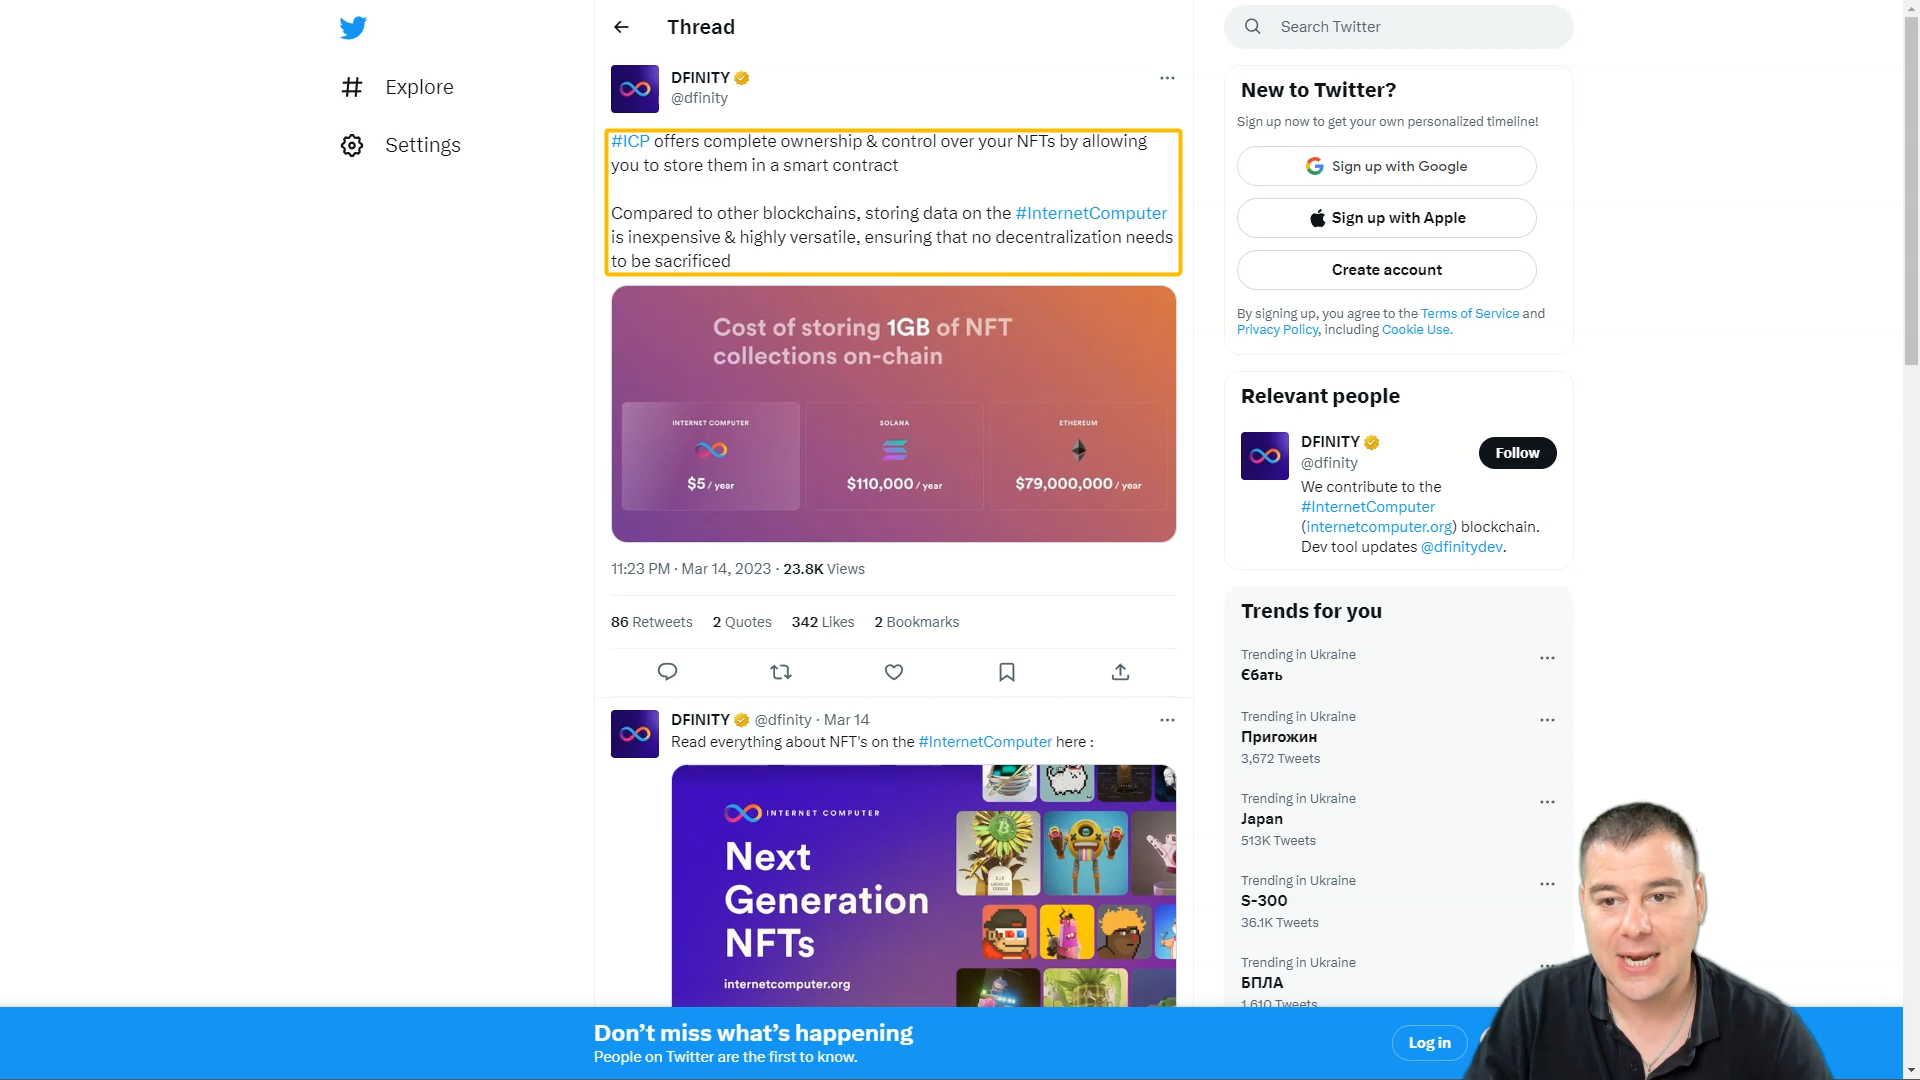 Explore
Settings
Thread
DFINITY
@dfinity
#ICP offers complete ownership & control over your NFTs by allowing
you to store them in a smart contract
Compared to other blockchains, storing data on the #InternetComputer
is inexpensive & highly versatile, ensuring that no decentralization needs
to be sacrificed
Cost of storing 1GB of NFT
collections on-chain
INTERNET COMPUTER
$5 / year
SOLANA
$110,000 / year
ETHEREUM
$79,000,000 / year
11:23 PM · Mar 14, 2023 · 23.8K Views
86 Retweets 2 Quotes 342 Likes 2 Bookmarks
DFINITY @dfinity · Mar 14
Read everything about NFT's on the #InternetComputer here :
INTERNET COMPUTER
Next
Generation
NFTs
internetcomputer.org
Search Twitter
New to Twitter?
Sign up now to get your own personalized timeline!
Sign up with Google
Sign up with Apple
Create account
By signing up, you agree to the Terms of Service and
Privacy Policy, including Cookie Use.
Relevant people
DFINITY
@dfinity
Follow
We contribute to the
#InternetComputer
(internetcomputer.org) blockchain.
Dev tool updates @dfinitydev.
Trends for you
Trending in Ukraine
Єбать
Trending in Ukraine
Пригожин
3,672 Tweets
Trending in Ukraine
Japan
513K Tweets
Trending in Ukraine
S-300
36.1K Tweets
Trending in Ukraine
БПЛА
1,610 Tweets
Don't miss what's happening
People on Twitter are the first to know.
Log in